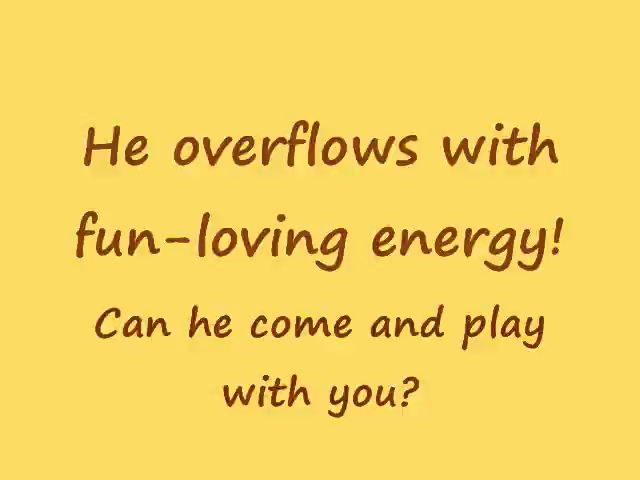 He overflows with
fun-loving energy!
Can he come and play
with you?